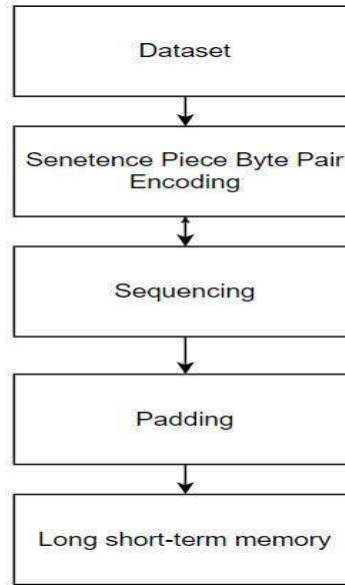 Dataset
Senetence Piece Byte Pair
Encoding
Sequencing
Padding
Long short-term memory